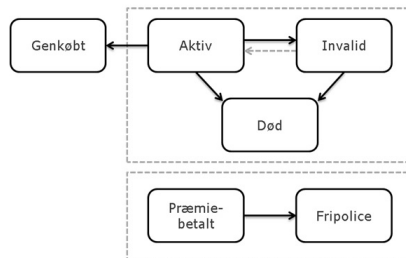 Genkøbt
Aktiv
Invalid
Død
Præmie-
betalt
Fripolice